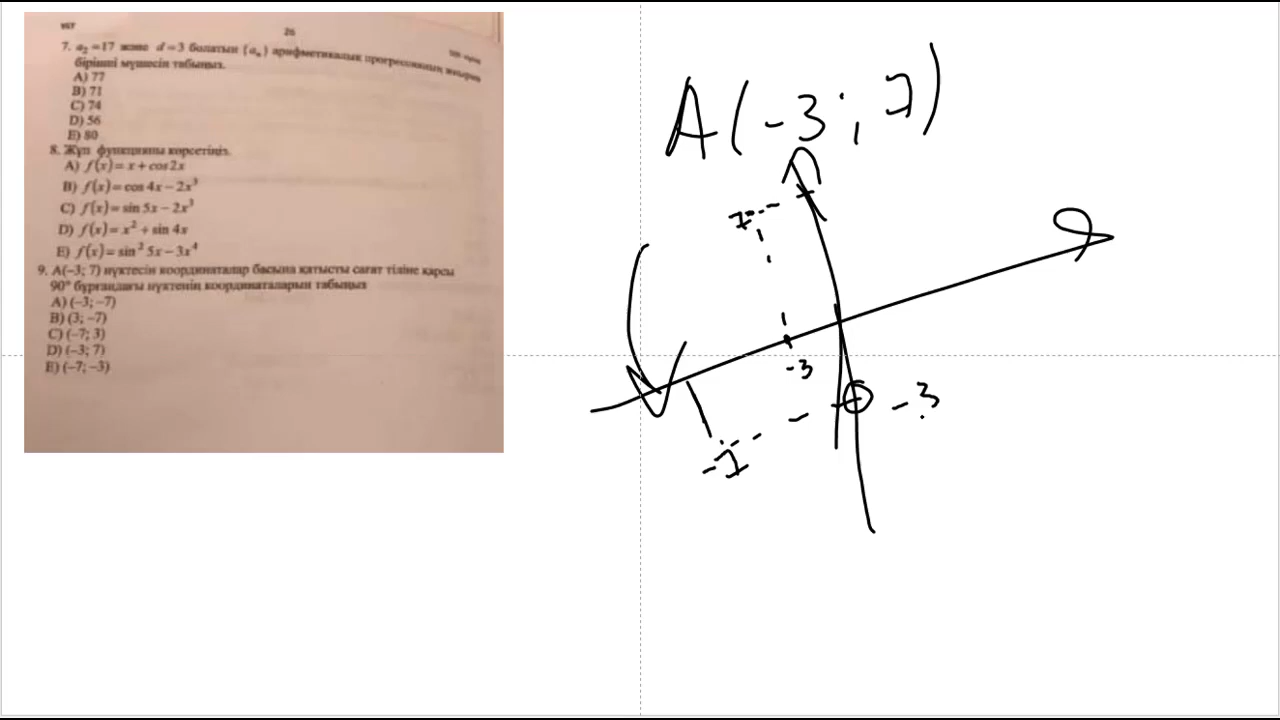 ҰБТ
26
7. a₂ =17 және d =3 болатын (aₙ) арифметикалық прогрессияның жиырма
бірінші мүшесін табыңыз.
A) 77
B) 71
C) 74
D) 56
E) 80
8. Жұп функцияны көрсетіңіз.
A) f(x) = x + cos 2x
B) f(x) = cos 4x − 2x³
C) f(x) = sin 5x − 2x³
D) f(x) = x² + sin 4x
E) f(x) = sin² 5x − 3x⁴
9. A(−3; 7) нүктесін координаталар басына қатысты сағат тіліне қарсы
90° бұрғандағы нүктенің координаталарын табыңыз
A) (−3; −7)
B) (3; −7)
C) (−7; 3)
D) (−3; 7)
E) (−7; −3)
A(-3; 7)
7
-3
-3
-7